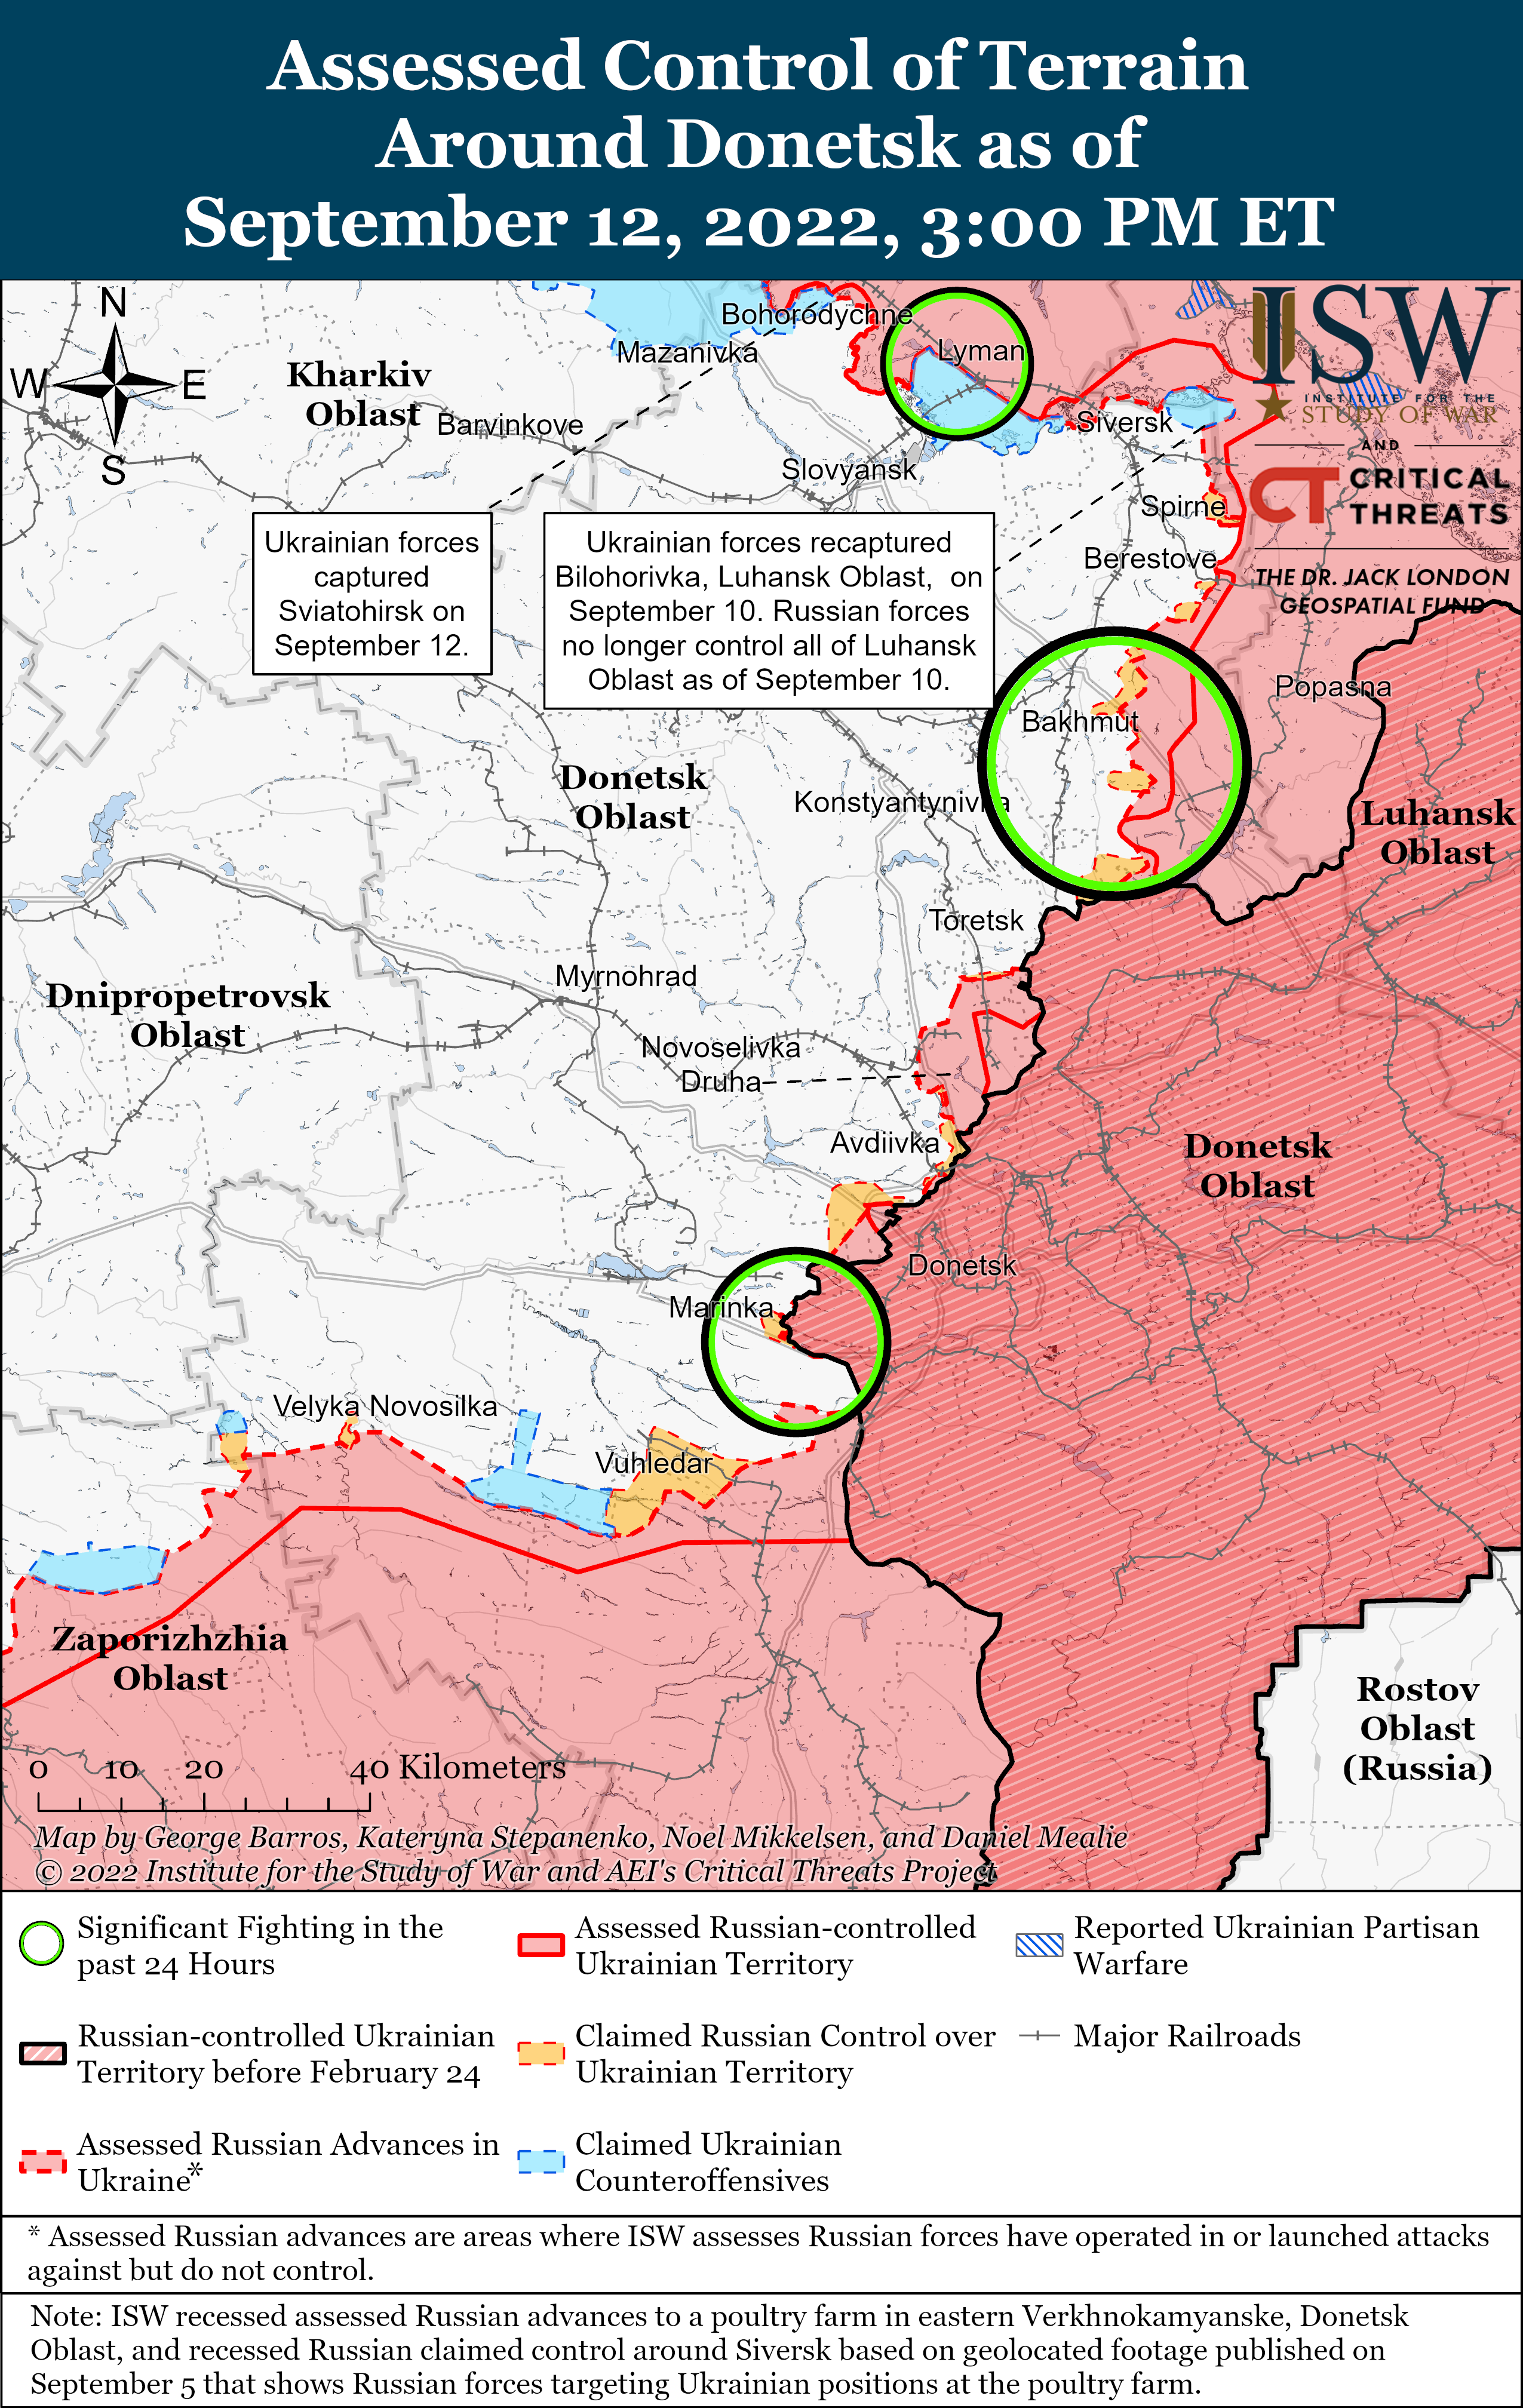 Assessed Control of Terrain
Around Donetsk as of
September 12, 2022, 3:00 PM ET
N
W
E
S
Kharkiv
Oblast
Barvinkove
Mazanivka
Bohorodychne
Lyman
Siversk
Slovyansk
Spirne
Berestove
ISW
INSTITUTE FOR THE
STUDY OF WAR
AND
CT CRITICAL
THREATS
THE DR. JACK LONDON
GEOSPATIAL FUND
Ukrainian forces
captured
Sviatohirsk on
September 12.
Ukrainian forces recaptured
Bilohorivka, Luhansk Oblast, on
September 10. Russian forces
no longer control all of Luhansk
Oblast as of September 10.
Popasna
Bakhmut
Donetsk
Oblast
Konstyantynivka
Luhansk
Oblast
Toretsk
Myrnohrad
Dnipropetrovsk
Oblast
Novoselivka
Druha
Avdiivka
Donetsk
Oblast
Donetsk
Marinka
Velyka Novosilka
Vuhledar
Zaporizhzhia
Oblast
Rostov
Oblast
(Russia)
0 10 20 40 Kilometers
Map by George Barros, Kateryna Stepanenko, Noel Mikkelsen, and Daniel Mealie
© 2022 Institute for the Study of War and AEI's Critical Threats Project
Significant Fighting in the
past 24 Hours
Russian-controlled Ukrainian
Territory before February 24
Assessed Russian Advances in
Ukraine*
Assessed Russian-controlled
Ukrainian Territory
Claimed Russian Control over
Ukrainian Territory
Claimed Ukrainian
Counteroffensives
Reported Ukrainian Partisan
Warfare
Major Railroads
* Assessed Russian advances are areas where ISW assesses Russian forces have operated in or launched attacks
against but do not control.
Note: ISW recessed assessed Russian advances to a poultry farm in eastern Verkhnokamyanske, Donetsk
Oblast, and recessed Russian claimed control around Siversk based on geolocated footage published on
September 5 that shows Russian forces targeting Ukrainian positions at the poultry farm.